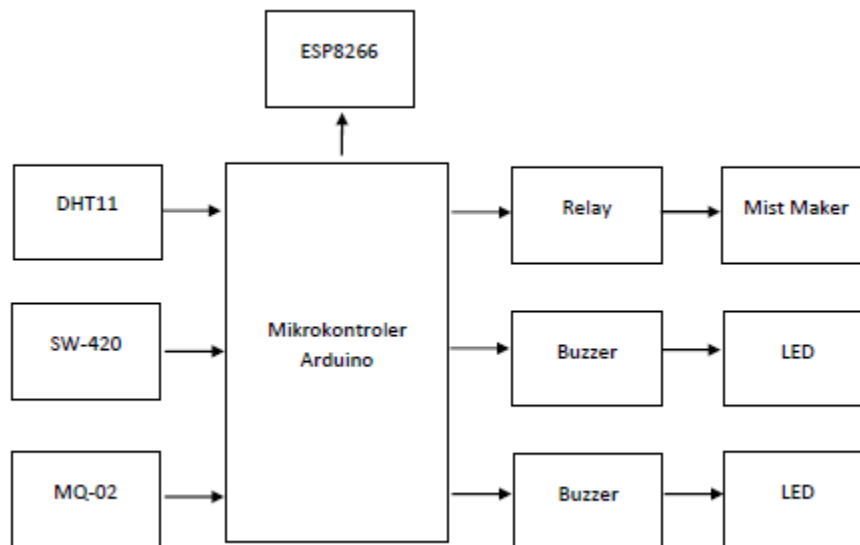 ESP8266
DHT11
Relay
Mist Maker
SW-420
Mikrokontroler
Arduino
Buzzer
LED
MQ-02
Buzzer
LED